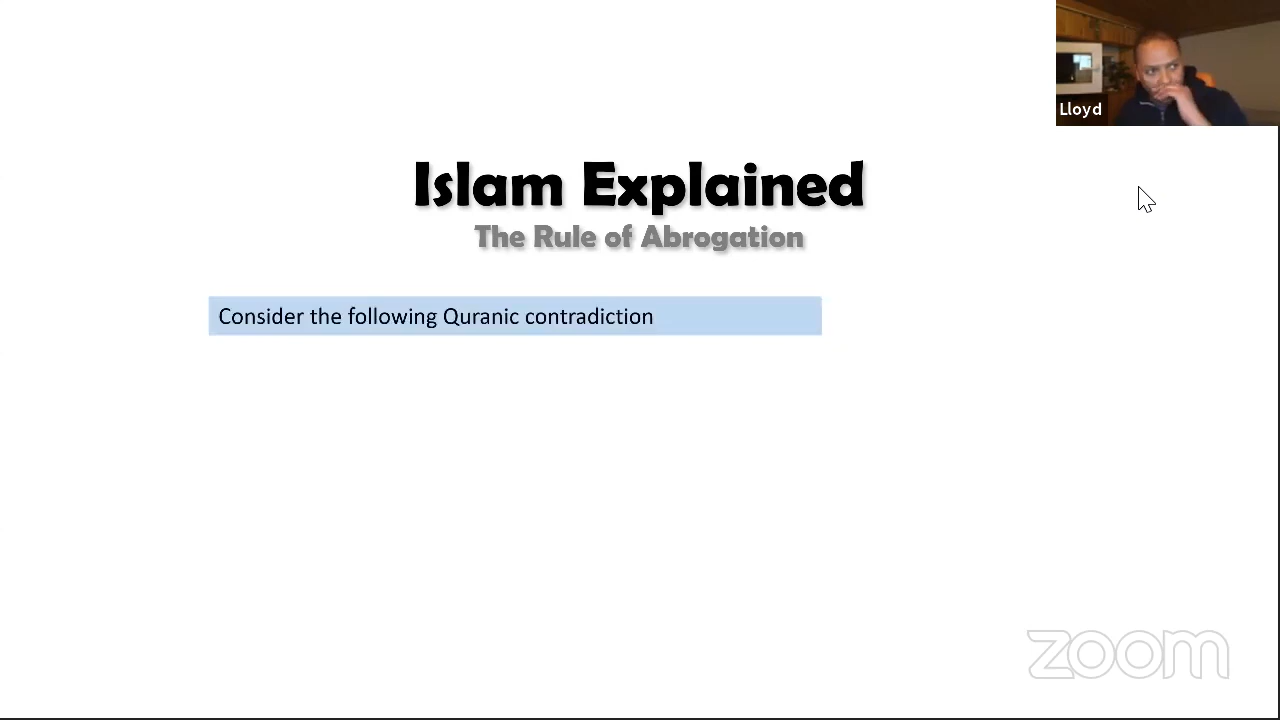 Lloyd
Islam Explained
The Rule of Abrogation
Consider the following Quranic contradiction
zoom